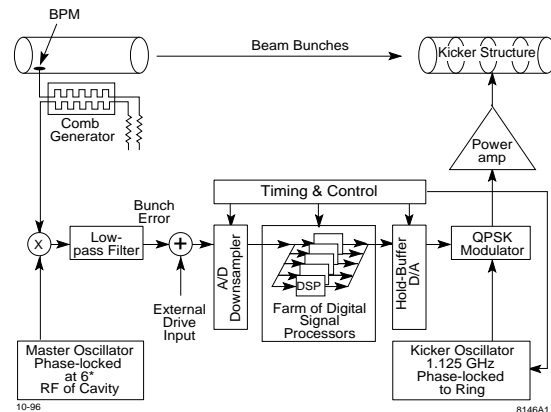 BPM
Beam Bunches
Kicker Structure
Comb
Generator
Power
amp
Timing & Control
Bunch
Error
X
Low-
pass Filter
+
A/D
Downsampler
DSP
Farm of Digital
Signal
Processors
Hold-Buffer
D/A
QPSK
Modulator
External
Drive
Input
Master Oscillator
Phase-locked
at 6*
RF of Cavity
Kicker Oscillator
1.125 GHz
Phase-locked
to Ring
10-96
8146A1